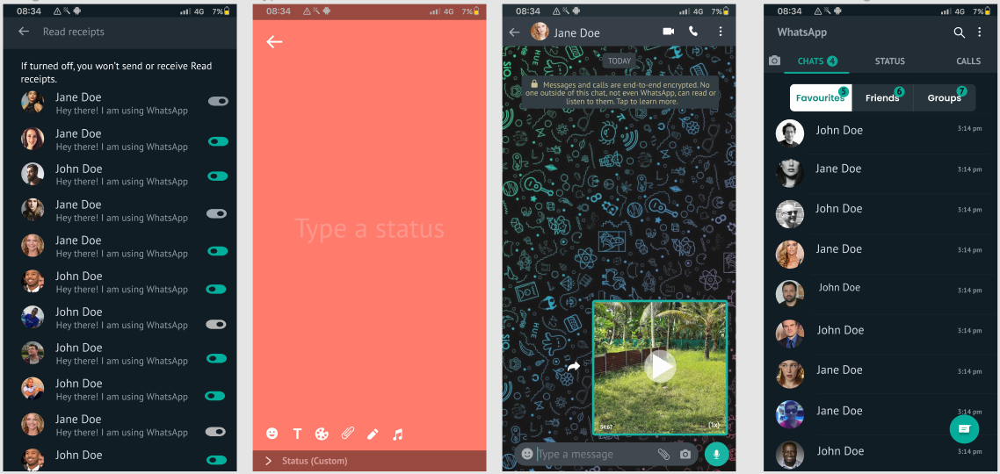 08:34 4G 7%
Read receipts
If turned off, you won't send or receive Read
receipts.
Jane Doe
Hey there! I am using WhatsApp
Jane Doe
Hey there! I am using WhatsApp
John Doe
Hey there! I am using WhatsApp
Jane Doe
Hey there! I am using WhatsApp
Jane Doe
Hey there! I am using WhatsApp
John Doe
Hey there! I am using WhatsApp
John Doe
Hey there! I am using WhatsApp
John Doe
Hey there! I am using WhatsApp
John Doe
Hey there! I am using WhatsApp
Jane Doe
Hey there! I am using WhatsApp
John Doe
08:34 4G 7%
Type a status
T
Status (Custom)
08:34 4G 7%
Jane Doe
TODAY
Messages and calls are end-to-end encrypted. No
one outside of this chat, not even WhatsApp, can read or
listen to them. Tap to learn more.
HUE
HUE
54:67 (1x)
Type a message
08:34 4G 7%
WhatsApp
CHATS 4 STATUS CALLS
Favourites 5 Friends 6 Groups 7
John Doe 3:14 pm
Jane Doe 3:14 pm
John Doe 3:14 pm
Jane Doe 3:14 pm
John Doe 3:14 pm
John Doe 3:14 pm
Jane Doe 3:14 pm
Jane Doe 3:14 pm
John Doe 3:14 pm